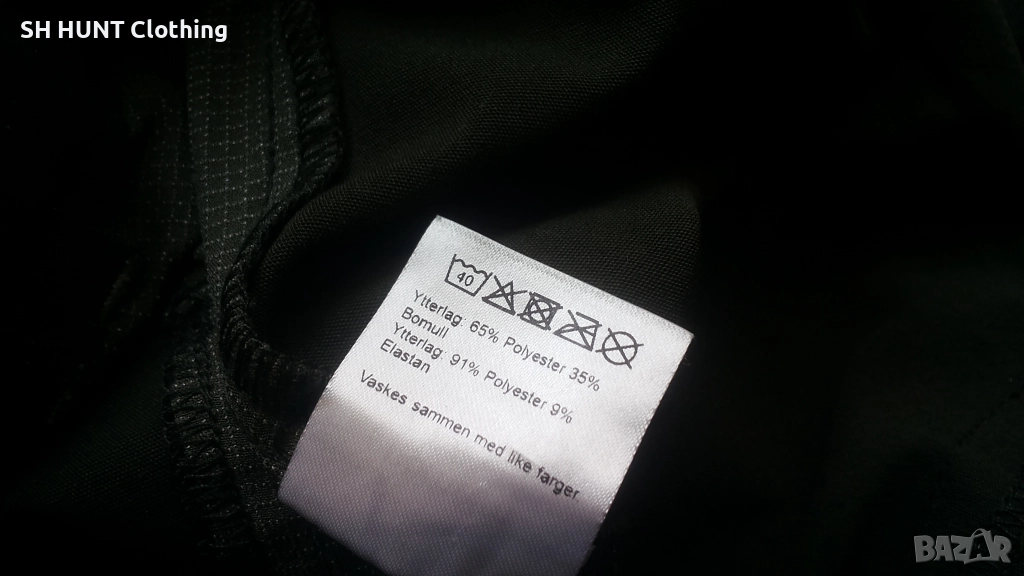 SH HUNT Clothing
40
Ytterlag: 65% Polyester 35%
Bomull
Ytterlag: 91% Polyester 9%
Elastan
Vaskes sammen med like farger
BAZAR